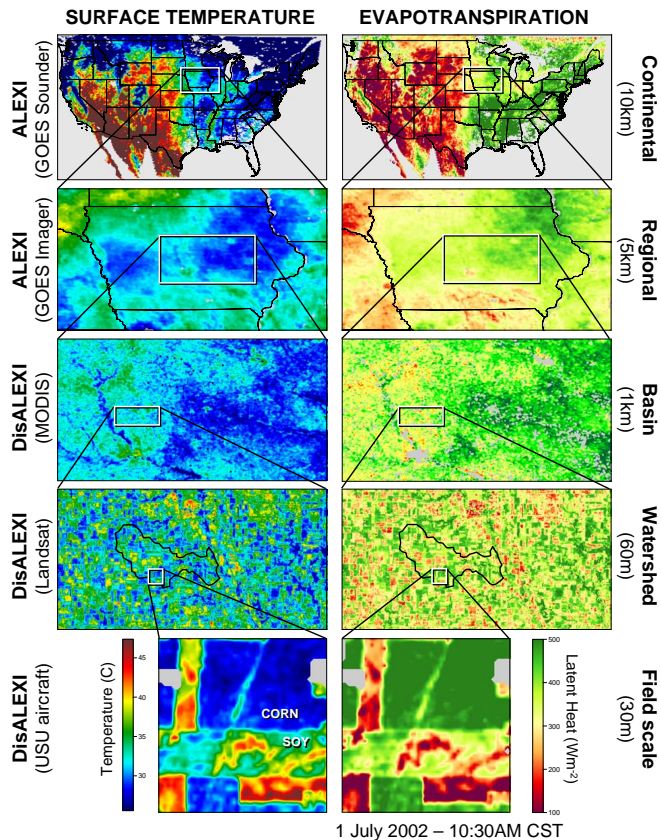 SURFACE TEMPERATURE
EVAPOTRANSPIRATION
ALEXI
(GOES Sounder)
Continental
(10km)
ALEXI
(GOES Imager)
Regional
(5km)
DisALEXI
(MODIS)
Basin
(1km)
DisALEXI
(Landsat)
Watershed
(60m)
DisALEXI
(USU aircraft)
Temperature (C)
45
40
35
30
CORN
SOY
500
400
300
200
100
Latent Heat (Wm-2)
Field scale
(30m)
1 July 2002 – 10:30AM CST